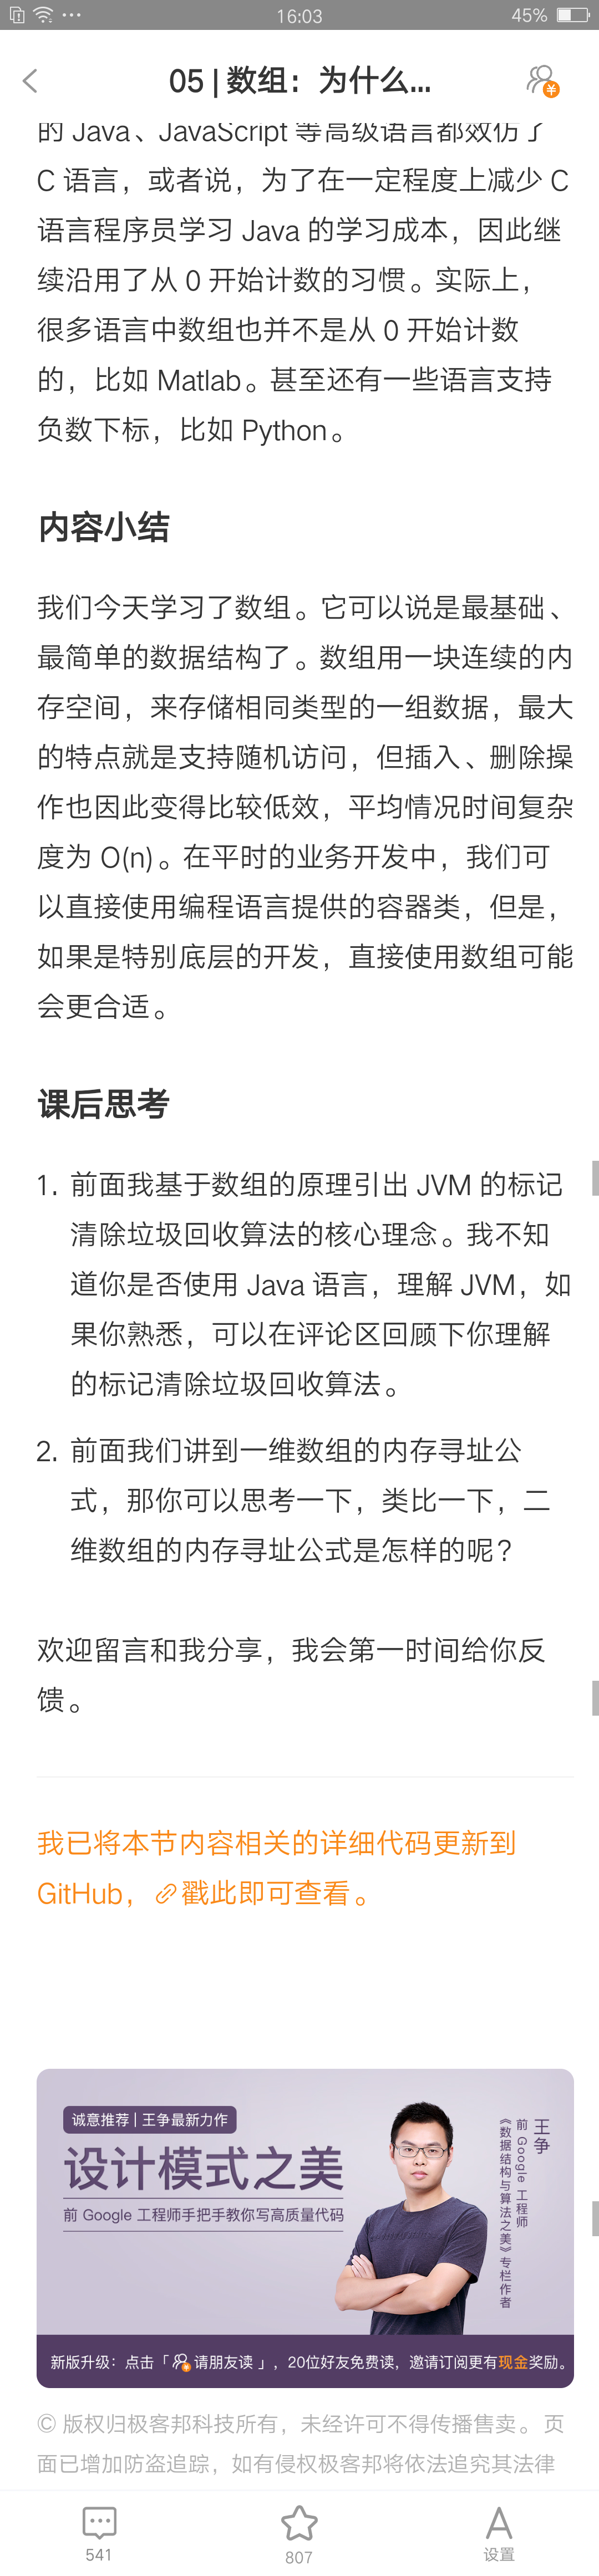 16:03
45%
05 | 数组：为什么...
的 Java、JavaScript 等高级语言都效仿了
C 语言，或者说，为了在一定程度上减少 C
语言程序员学习 Java 的学习成本，因此继
续沿用了从 0 开始计数的习惯。实际上，
很多语言中数组也并不是从 0 开始计数
的，比如 Matlab。甚至还有一些语言支持
负数下标，比如 Python。
内容小结
我们今天学习了数组。它可以说是最基础、
最简单的数据结构了。数组用一块连续的内
存空间，来存储相同类型的一组数据，最大
的特点就是支持随机访问，但插入、删除操
作也因此变得比较低效，平均情况时间复杂
度为 O(n)。在平时的业务开发中，我们可
以直接使用编程语言提供的容器类，但是，
如果是特别底层的开发，直接使用数组可能
会更合适。
课后思考
1. 前面我基于数组的原理引出 JVM 的标记
清除垃圾回收算法的核心理念。我不知
道你是否使用 Java 语言，理解 JVM，如
果你熟悉，可以在评论区回顾下你理解
的标记清除垃圾回收算法。
2. 前面我们讲到一维数组的内存寻址公
式，那你可以思考一下，类比一下，二
维数组的内存寻址公式是怎样的呢？
欢迎留言和我分享，我会第一时间给你反
馈。
我已将本节内容相关的详细代码更新到
GitHub，戳此即可查看。
诚意推荐 | 王争最新力作
设计模式之美
前 Google 工程师手把手教你写高质量代码
王争
前 Google 工程师
《数据结构与算法之美》专栏作者
新版升级：点击「 请朋友读 」，20位好友免费读，邀请订阅更有现金奖励。
© 版权归极客邦科技所有，未经许可不得传播售卖。页
面已增加防盗追踪，如有侵权极客邦将依法追究其法律
541
807
设置